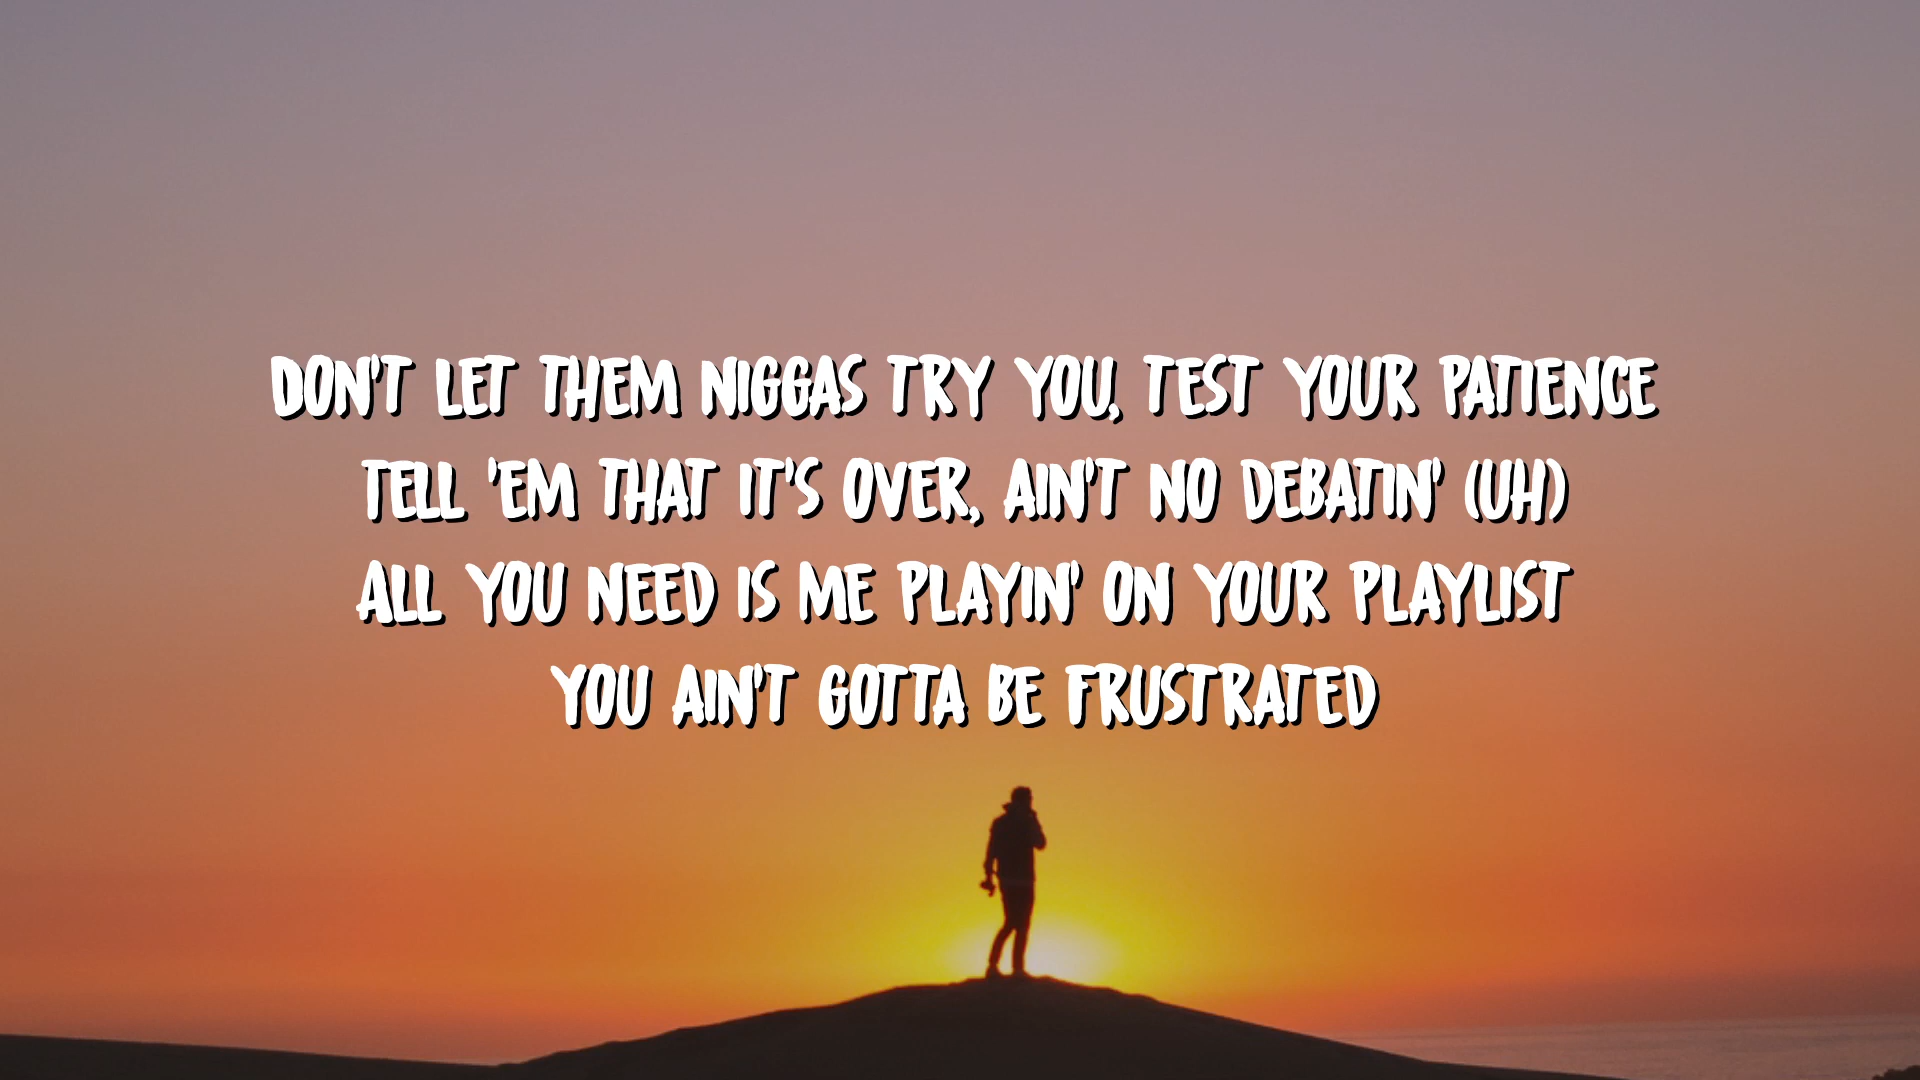 DON'T LET THEM NIGGAS TRY YOU, TEST YOUR PATIENCE
TELL 'EM THAT IT'S OVER, AIN'T NO DEBATIN' (UH)
ALL YOU NEED IS ME PLAYIN' ON YOUR PLAYLIST
YOU AIN'T GOTTA BE FRUSTRATED